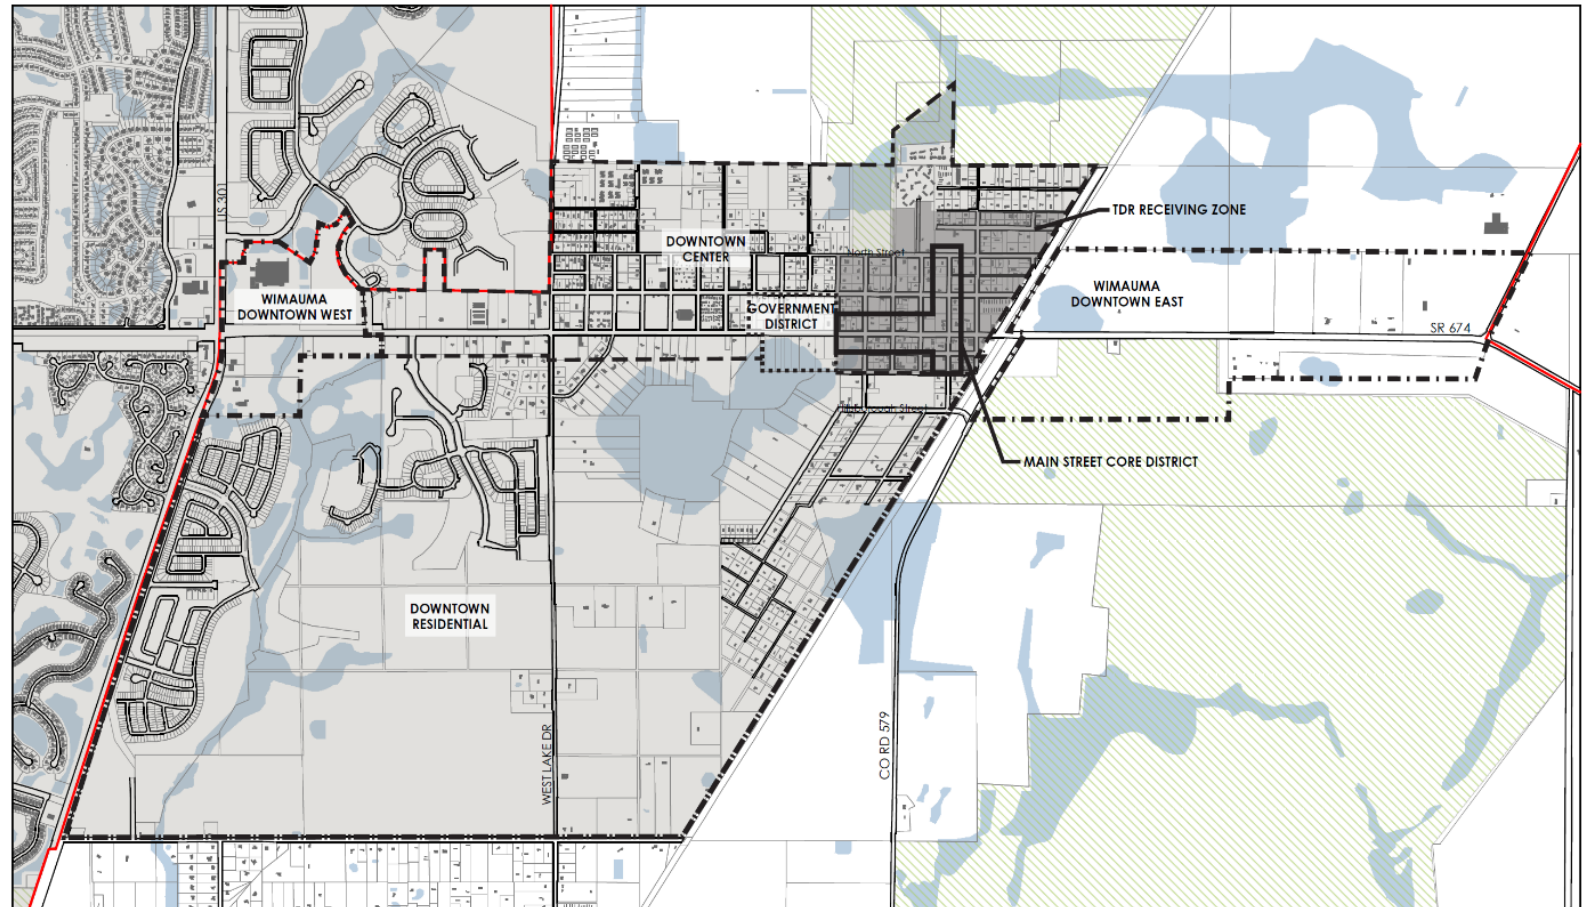 US 301
TDR RECEIVING ZONE
DOWNTOWN
CENTER
North Street
WIMAUMA
DOWNTOWN WEST
WIMAUMA
DOWNTOWN EAST
GOVERNMENT
DISTRICT
SR 674
MAIN STREET CORE DISTRICT
DOWNTOWN
RESIDENTIAL
WEST LAKE DR
CO RD 579